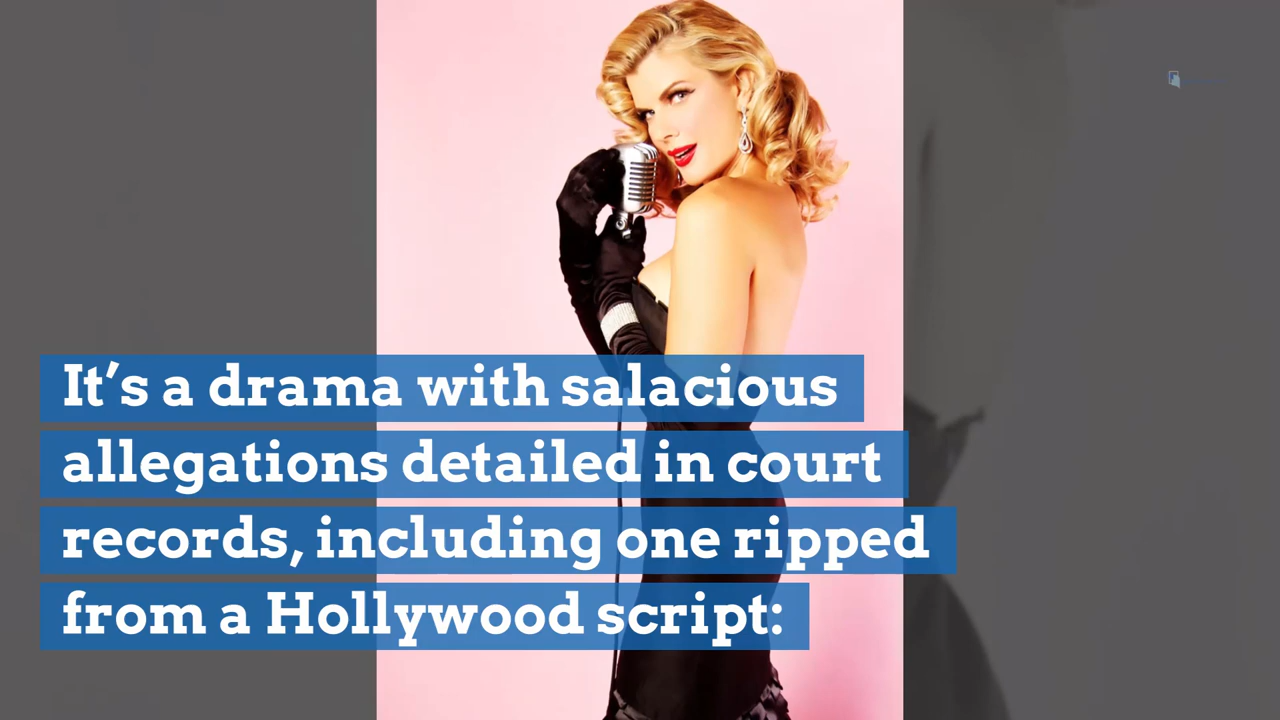 It’s a drama with salacious
allegations detailed in court
records, including one ripped
from a Hollywood script: